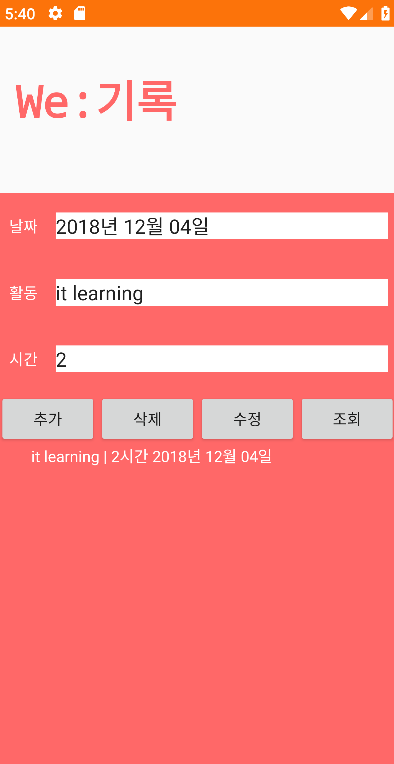 5:40
We:기록
날짜 2018년 12월 04일
활동 it learning
시간 2
추가 삭제 수정 조회
it learning | 2시간 2018년 12월 04일